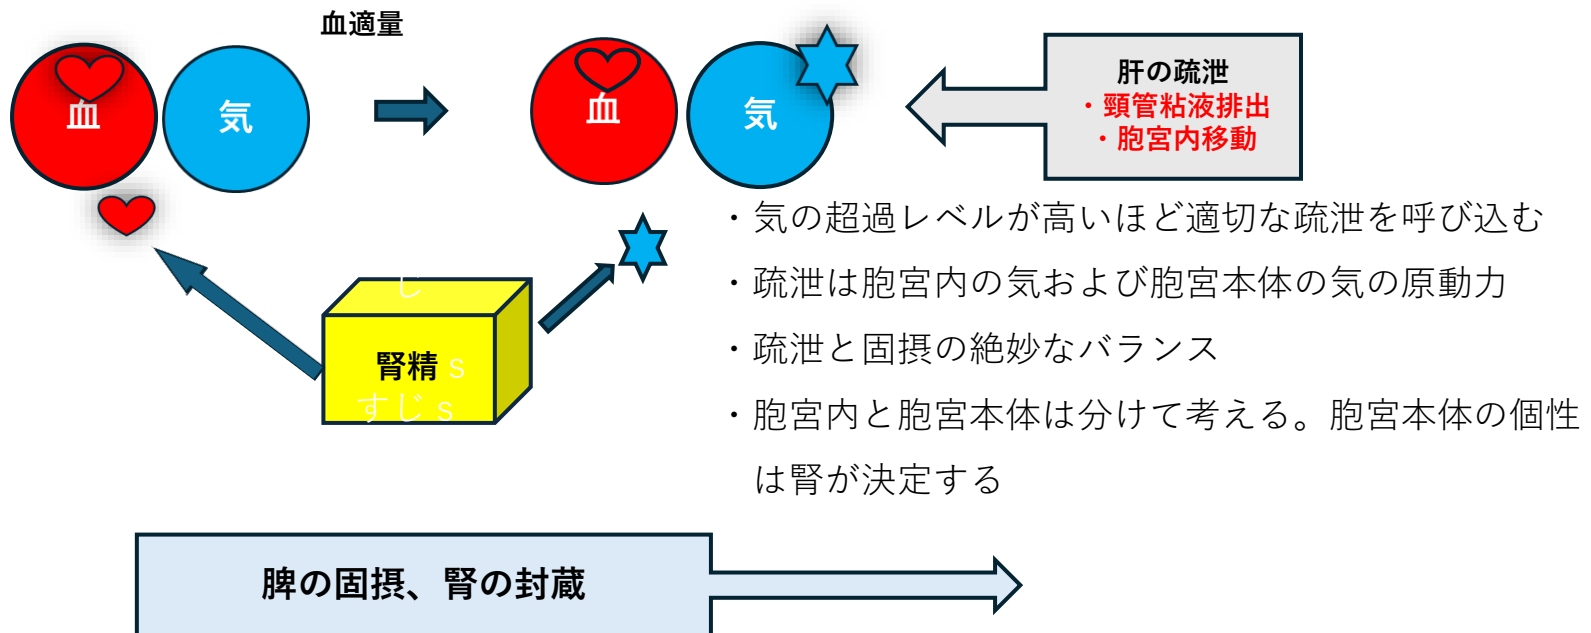 血適量
血
気
血
気
肝の疏泄
・頸管粘液排出
・胞宮内移動
・気の超過レベルが高いほど適切な疏泄を呼び込む
・疏泄は胞宮内の気および胞宮本体の気の原動力
・疏泄と固摂の絶妙なバランス
・胞宮内と胞宮本体は分けて考える。胞宮本体の個性
は腎が決定する
じ
腎精 s
すじ s
脾の固摂、腎の封蔵